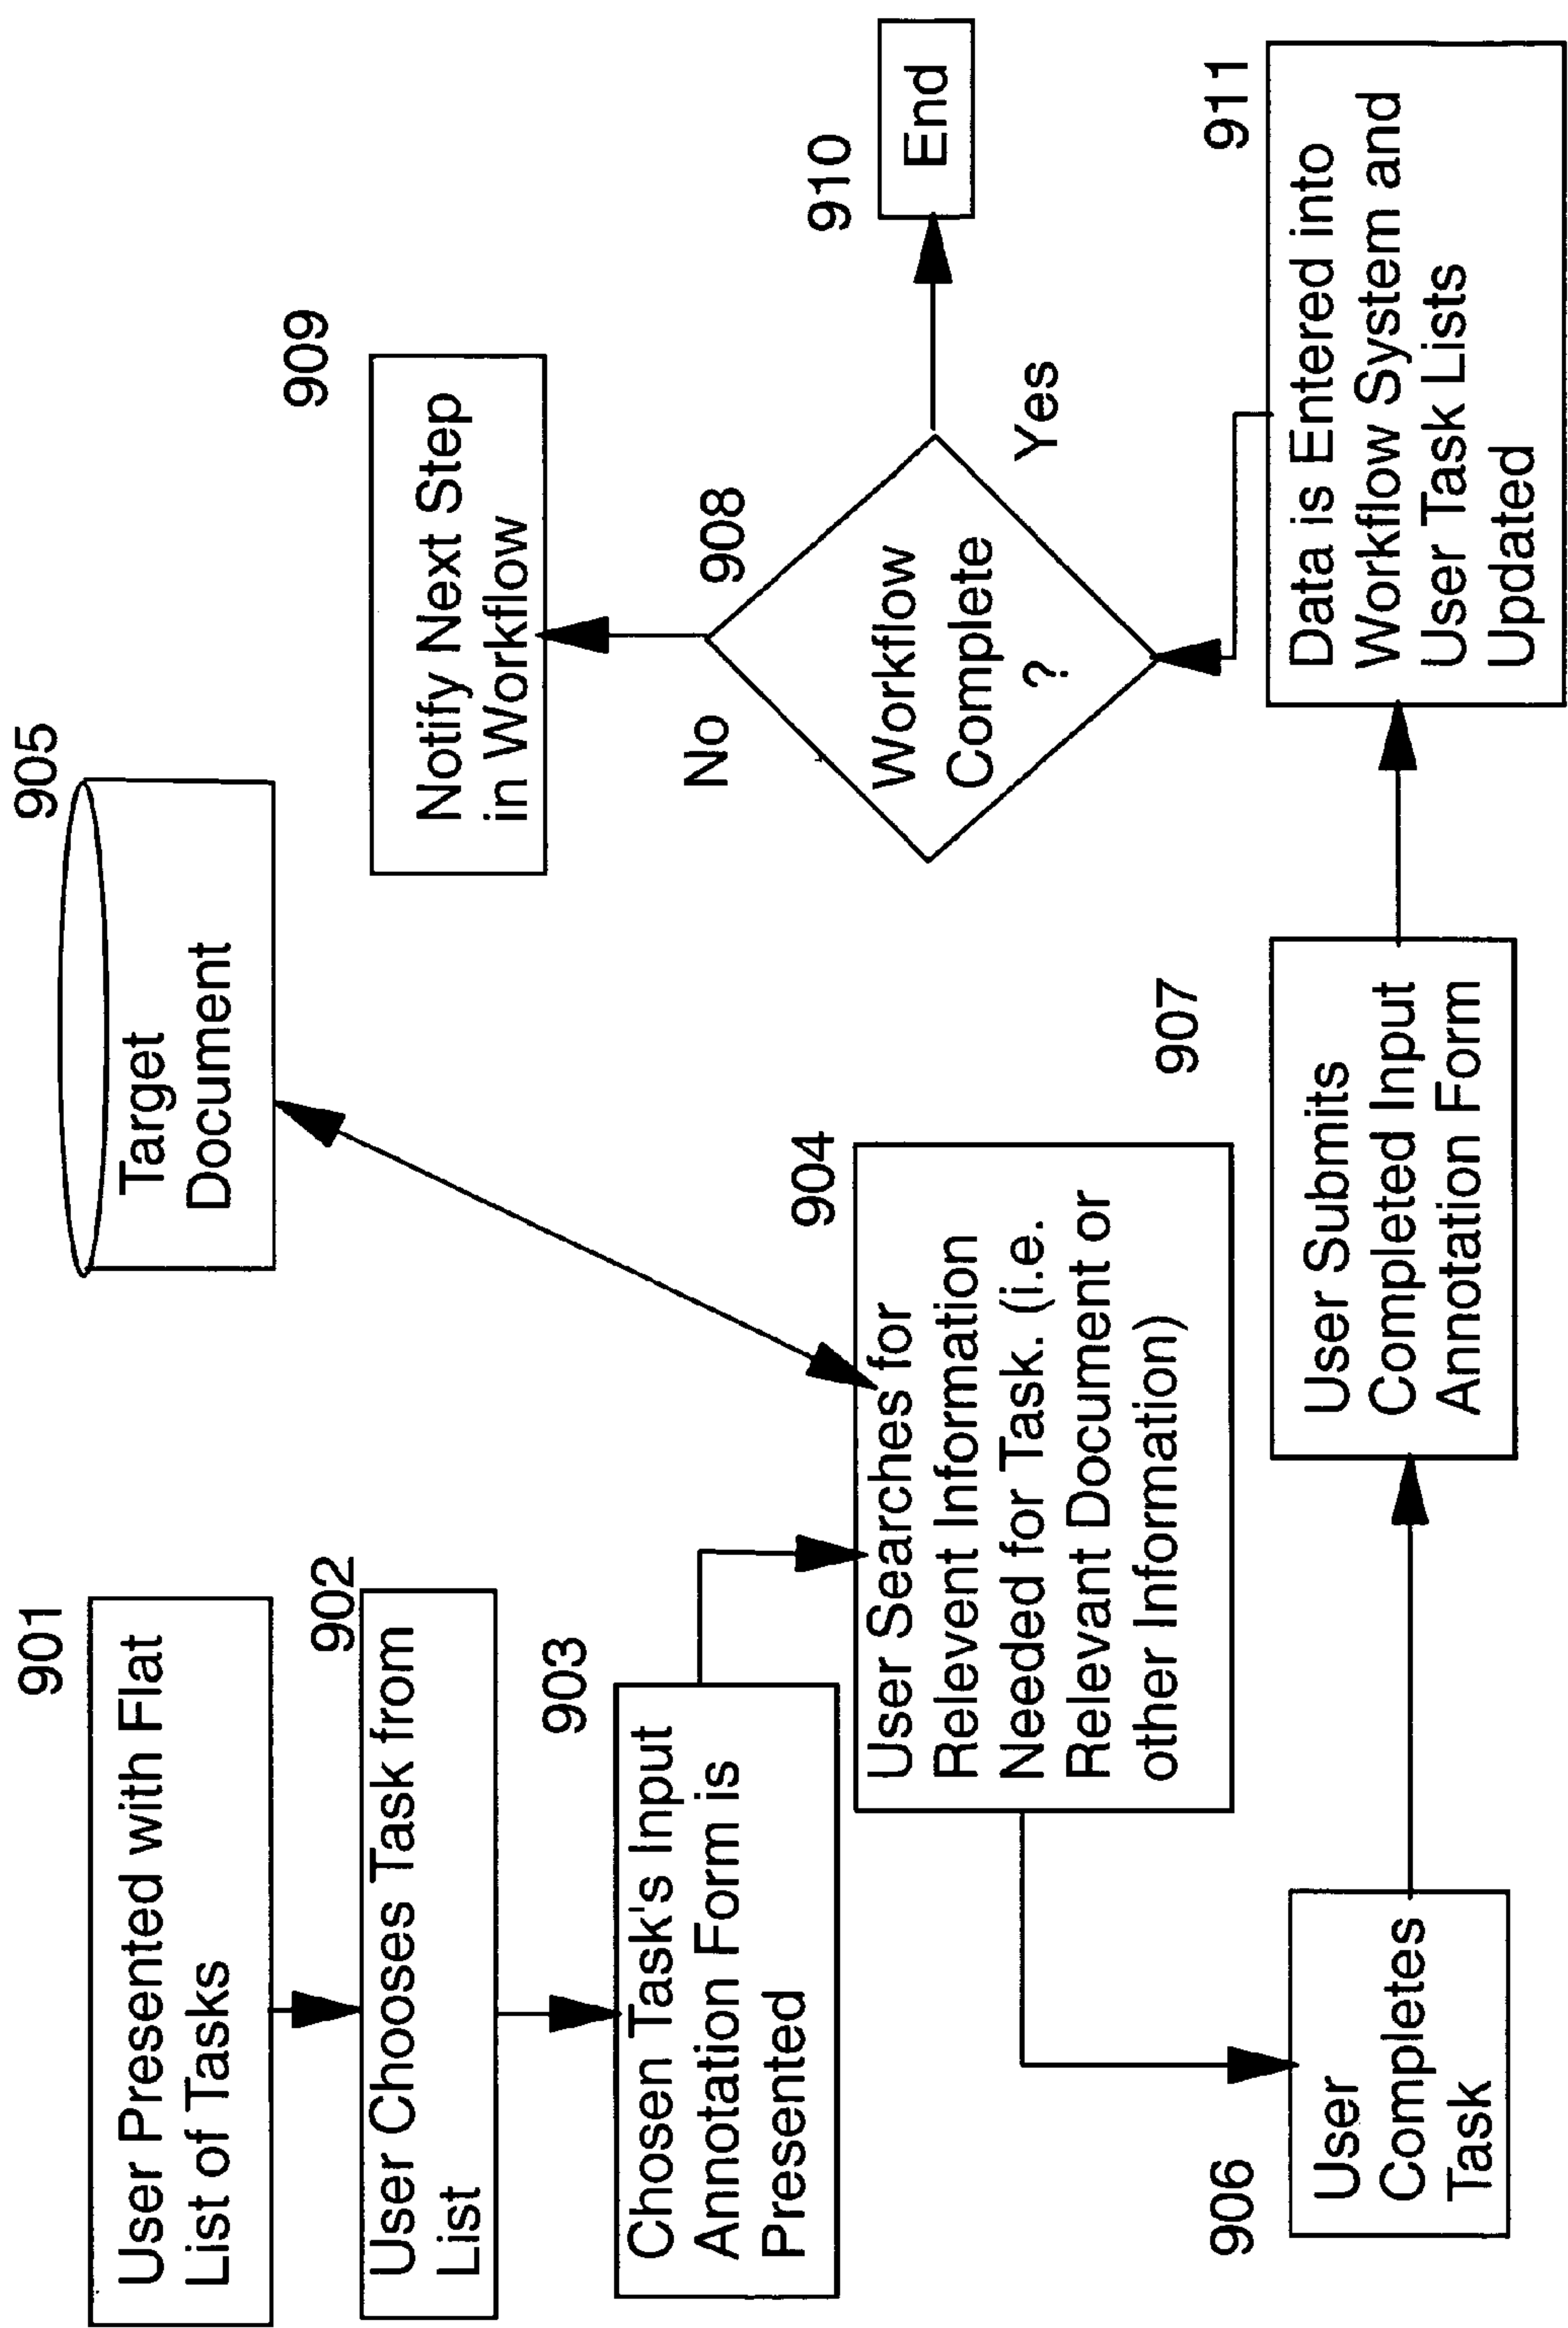 901
User Presented with Flat
List of Tasks
902
User Chooses Task from
List
903
Chosen Task's Input
Annotation Form is
Presented
904
User Searches for
Relevent Information
Needed for Task. (i.e.
Relevant Document or
other Information)
905
Target
Document
906
User
Completes
Task
907
User Submits
Completed Input
Annotation Form
911
Data is Entered into
Workflow System and
User Task Lists
Updated
908
Workflow
Complete
?
No
Yes
909
Notify Next Step
in Workflow
910
End